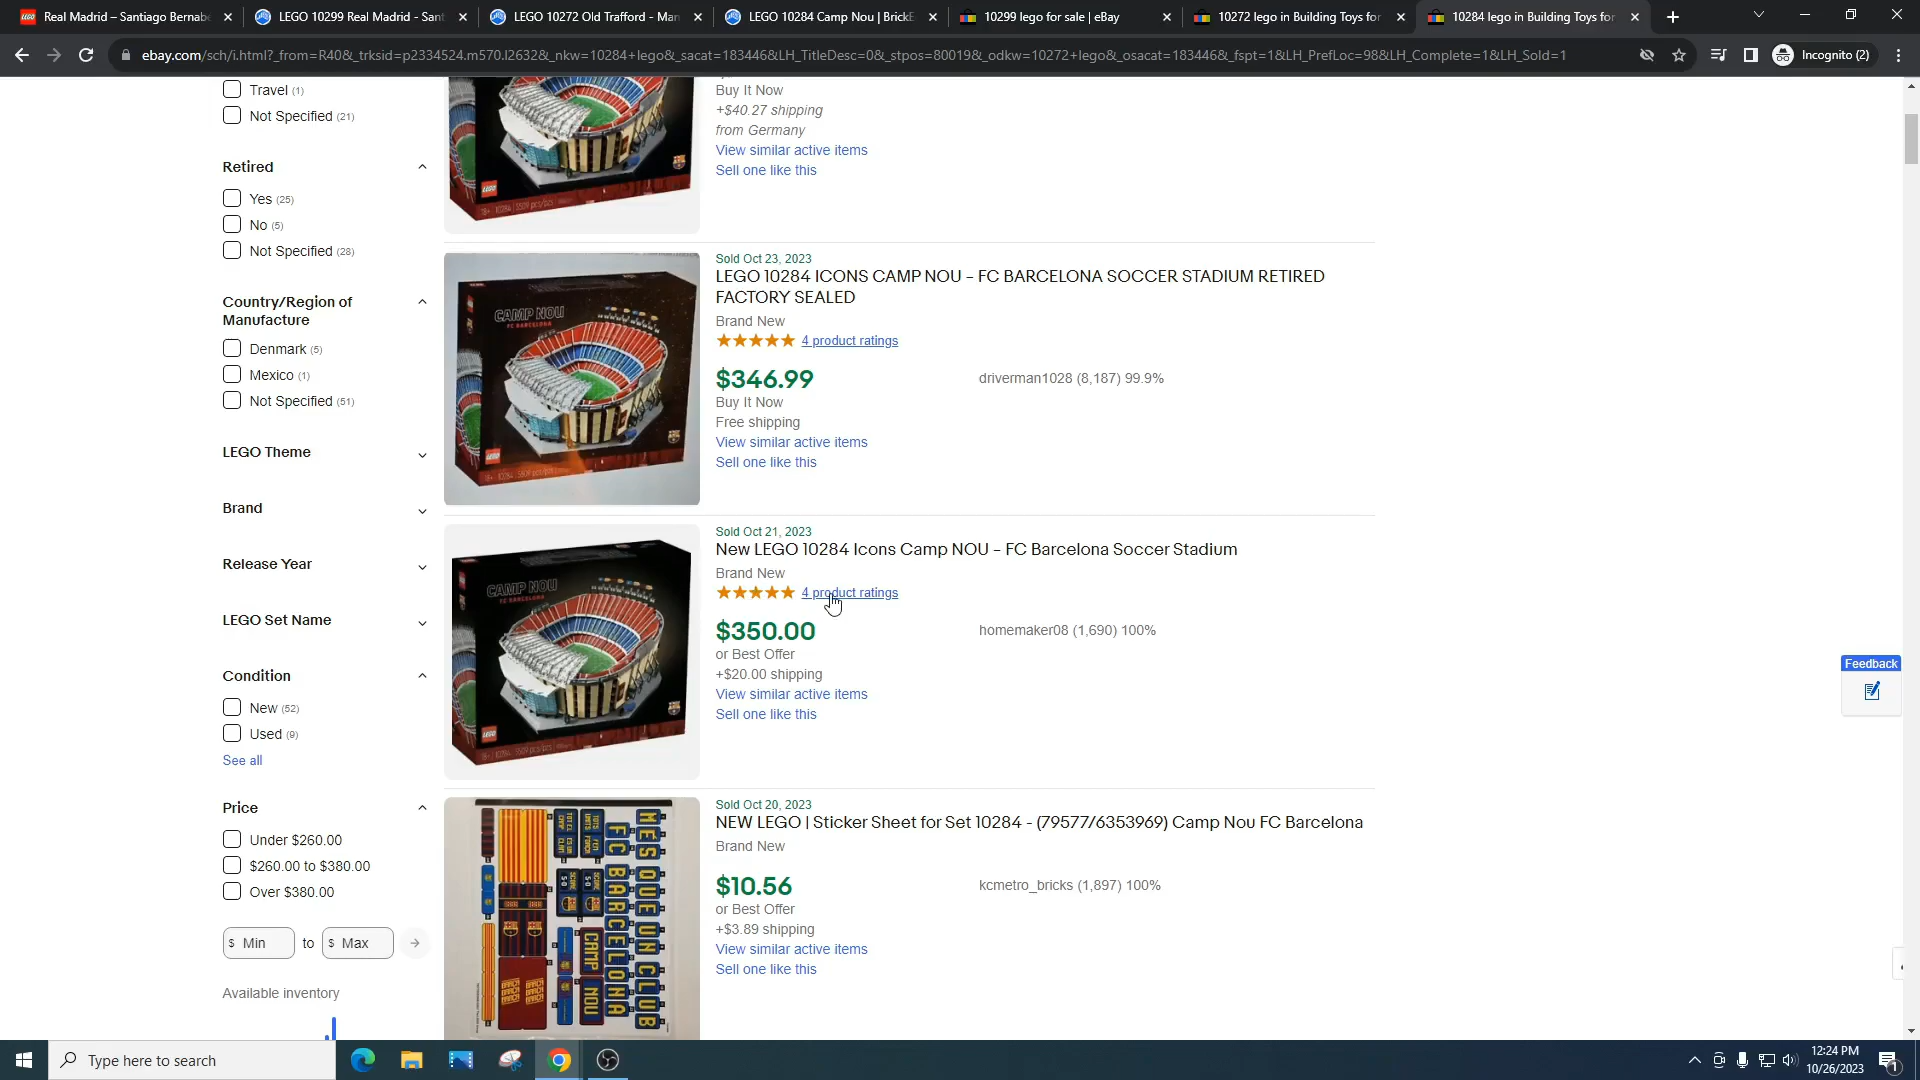 Real Madrid – Santiago Bernab
LEGO 10299 Real Madrid - Sant
LEGO 10272 Old Trafford - Man
LEGO 10284 Camp Nou | BrickE
10299 lego for sale | eBay
10272 lego in Building Toys for
10284 lego in Building Toys for
ebay.com/sch/i.html?_from=R40&_trksid=p2334524.m570.l2632&_nkw=10284+lego&_sacat=183446&LH_TitleDesc=0&_stpos=80019&_odkw=10272+lego&_osacat=183446&_fspt=1&LH_PrefLoc=98&LH_Complete=1&LH_Sold=1
Incognito (2)
Travel (1)
Not Specified (21)
Retired
Yes (25)
No (5)
Not Specified (28)
Country/Region of
Manufacture
Denmark (5)
Mexico (1)
Not Specified (51)
LEGO Theme
Brand
Release Year
LEGO Set Name
Condition
New (52)
Used (9)
See all
Price
Under $260.00
$260.00 to $380.00
Over $380.00
$ Min to $ Max
Available inventory
Buy It Now
+$40.27 shipping
from Germany
View similar active items
Sell one like this
Sold Oct 23, 2023
LEGO 10284 ICONS CAMP NOU – FC BARCELONA SOCCER STADIUM RETIRED
FACTORY SEALED
Brand New
4 product ratings
$346.99
driverman1028 (8,187) 99.9%
Buy It Now
Free shipping
View similar active items
Sell one like this
CAMP NOU
FC BARCELONA
LEGO
Sold Oct 21, 2023
New LEGO 10284 Icons Camp NOU – FC Barcelona Soccer Stadium
Brand New
4 product ratings
$350.00
homemaker08 (1,690) 100%
or Best Offer
+$20.00 shipping
View similar active items
Sell one like this
CAMP NOU
FC BARCELONA
LEGO
Sold Oct 20, 2023
NEW LEGO | Sticker Sheet for Set 10284 - (79577/6353969) Camp Nou FC Barcelona
Brand New
$10.56
kcmetro_bricks (1,897) 100%
or Best Offer
+$3.89 shipping
View similar active items
Sell one like this
MES QUE UN CLUB
FC BARCELONA
CAMP NOU
Feedback
Type here to search
12:24 PM
10/26/2023
1